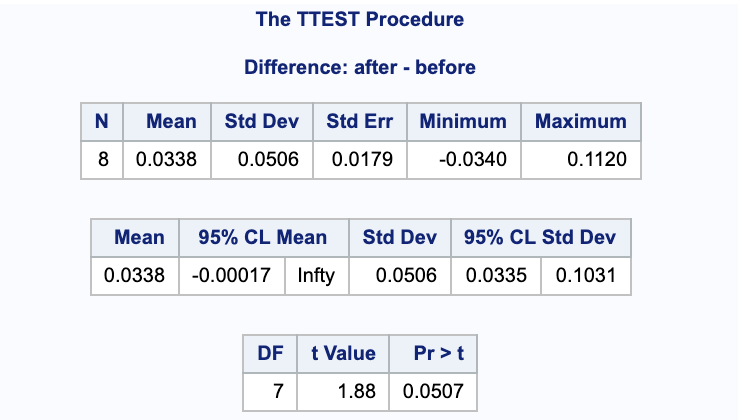 The TTEST Procedure
Difference: after - before
N Mean Std Dev Std Err Minimum Maximum
8 0.0338 0.0506 0.0179 -0.0340 0.1120
Mean 95% CL Mean Std Dev 95% CL Std Dev
0.0338 -0.00017 Infty 0.0506 0.0335 0.1031
DF t Value Pr > t
7 1.88 0.0507